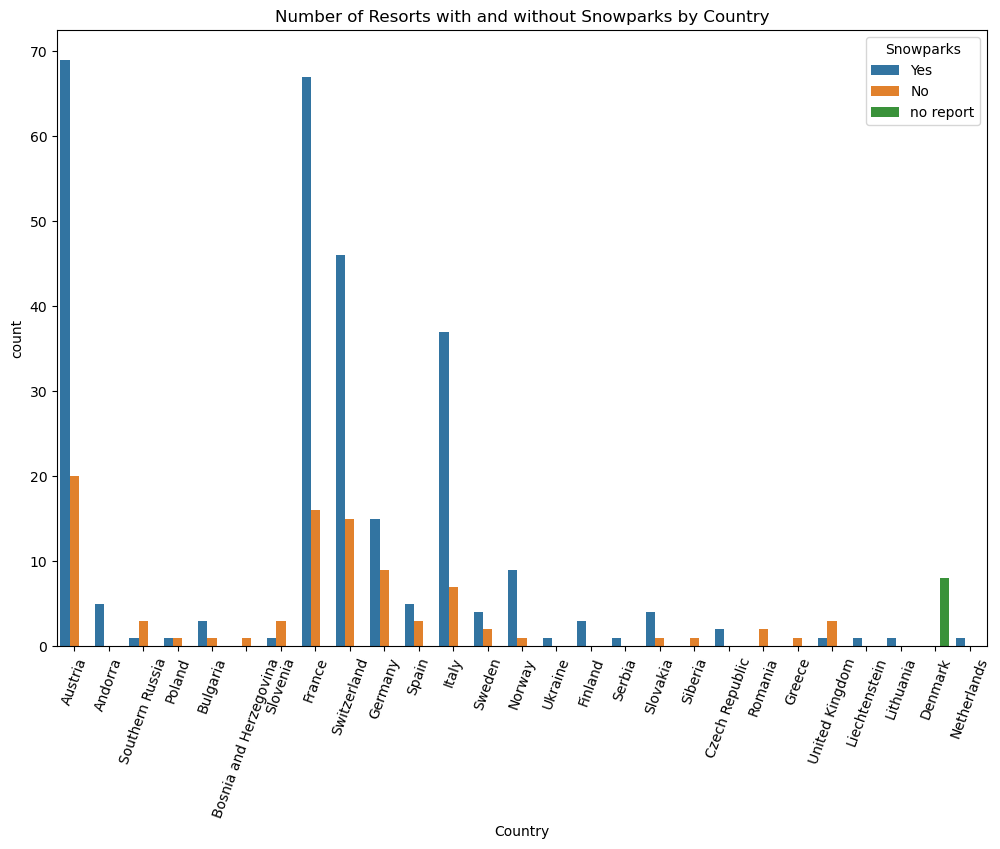 Number of Resorts with and without Snowparks by Country
Snowparks
Yes
No
no report
70
60
50
40
30
20
10
0
count
Austria
Andorra
Southern Russia
Poland
Bulgaria
Bosnia and Herzegovina
Slovenia
France
Switzerland
Germany
Spain
Italy
Sweden
Norway
Ukraine
Finland
Serbia
Slovakia
Siberia
Czech Republic
Romania
Greece
United Kingdom
Liechtenstein
Lithuania
Denmark
Netherlands
Country